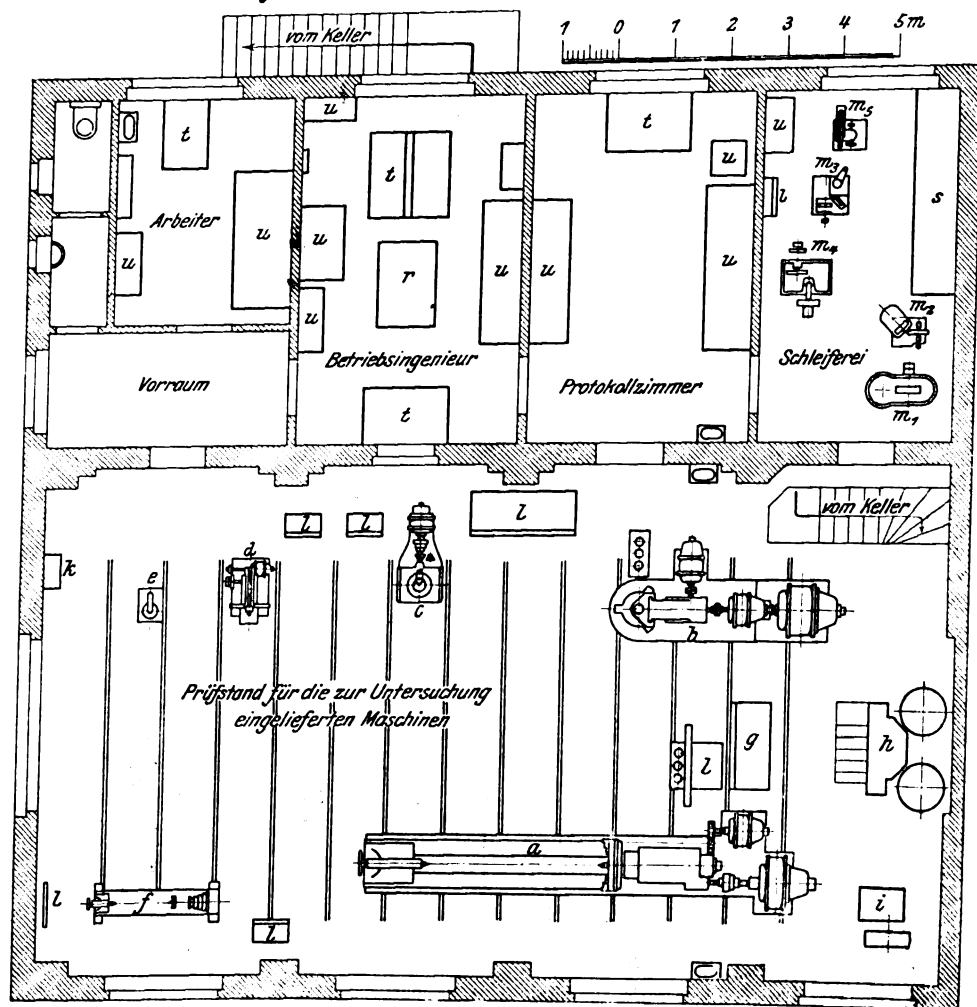 vom Keller
1 0 1 2 3 4 5 m
u
t
t
u
t
u
u
l
m5
m3
s
Arbeiter
u
u
u
r
u
u
u
m4
u
m2
Vorraum
Betriebsingenieur
Protokollzimmer
Schleiferei
t
m1
l
l
l
vom Keller
k
e
d
c
b
Prüfstand für die zur Untersuchung
eingelieferten Maschinen
l
g
h
a
l
f
l
i